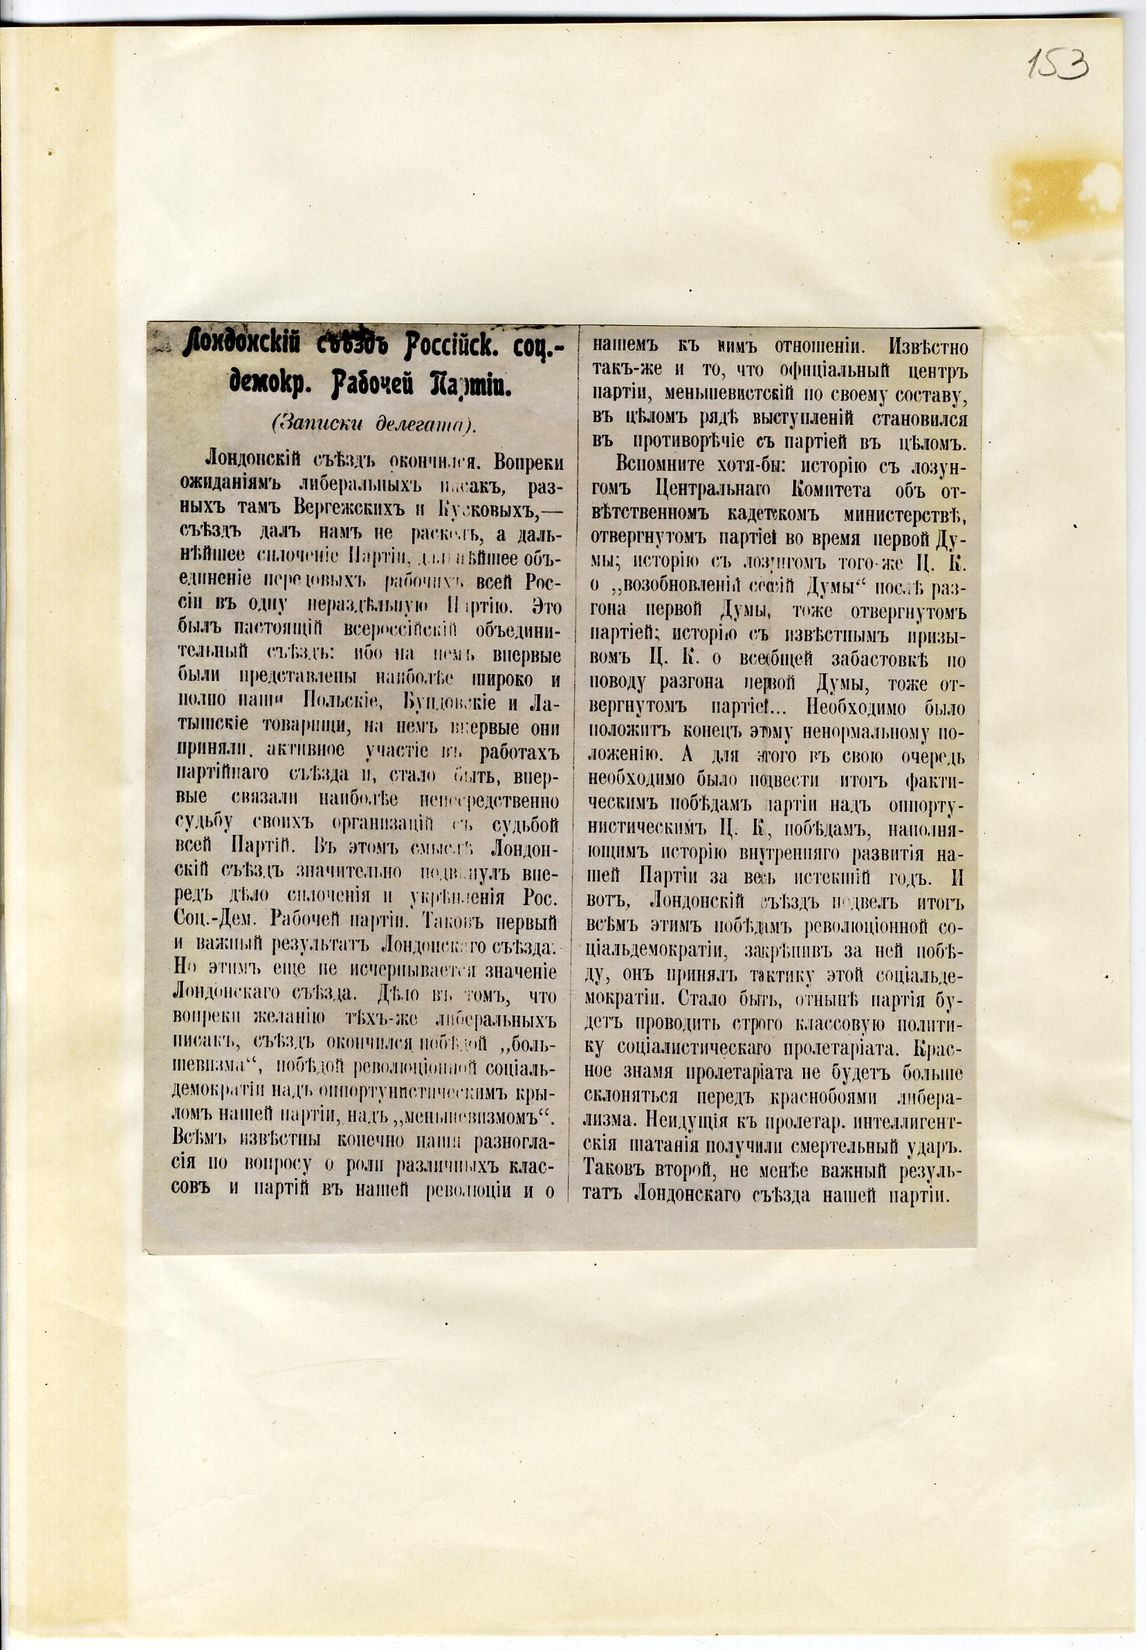 153
Лондонскій съѣздъ Россійск. соц.-
демокр. Рабочей Партіи.
(Записки делегата).
Лондонскій съѣздъ окончился. Вопреки
ожиданіямъ либеральныхъ писакъ, раз-
ныхъ там Вергежскихъ и Кусковыхъ,—
съѣздъ далъ намъ не расколъ, а даль-
нѣйшее сплоченіе Партіи, дальнѣйшее объ-
единеніе передовыхъ рабочихъ всей Рос-
сіи въ одну нераздѣльную Партію. Это
былъ настоящій всероссійскій объедини-
тельный съѣздъ: ибо на немъ впервые
были представлены наиболѣе широко и
полно наши Польскіе, Бундовскіе и Ла-
тышскіе товарищи, на немъ впервые они
приняли активное участіе въ работахъ
партійнаго съѣзда и, стало быть, впер-
вые связали наиболѣе непосредственно
судьбу своихъ организацій съ судьбой
всей Партій. Въ этомъ смыслѣ Лондон-
скій съѣздъ значительно подвинулъ впе-
редъ дѣло сплоченія и укрѣпленія Рос.
Соц.-Дем. Рабочей партіи. Таковъ первый
и важный результатъ Лондонскаго съѣзда.
Но этимъ еще не исчерпывается значеніе
Лондонскаго съѣзда. Дѣло въ томъ, что
вопреки желанію тѣхъ-же либеральныхъ
писакъ, съѣздъ окончился побѣдой „боль-
шевизма“, побѣдой революціонной соціаль-
демократіи надъ оппортунистическимъ кры-
ломъ нашей партіи, надъ „меньшевизмомъ“.
Всѣмъ извѣстны конечно наши разногла-
сія по вопросу о роли различныхъ клас-
совъ и партій въ нашей революціи и о
нашемъ къ нимъ отношеніи. Извѣстно
такъ-же и то, что офиціальный центръ
партіи, меньшевистскій по своему составу,
въ цѣломъ рядѣ выступленій становился
въ противорѣчіе съ партіей въ цѣломъ.
Вспомните хотя-бы: исторію съ лозун-
гомъ Центральнаго Комитета объ от-
вѣтственномъ кадетскомъ министерствѣ,
отвергнутомъ партіей во время первой Ду-
мы; исторію съ лозунгомъ того-же Ц. К.
о „возобновленій сессій Думы“ послѣ раз-
гона первой Думы, тоже отвергнутомъ
партіей; исторію съ извѣстнымъ призы-
вомъ Ц. К. о всеобщей забастовкѣ по
поводу разгона первой Думы, тоже от-
вергнутомъ партіей... Необходимо было
положить конецъ этому ненормальному по-
ложенію. А для этого въ свою очередь
необходимо было подвести итогъ факти-
ческимъ побѣдамъ партіи надъ оппорту-
нистическимъ Ц. К, побѣдамъ, наполня-
ющимъ исторію внутренняго развитія на-
шей Партіи за весь истекшій годъ. И
вотъ, Лондонскій съѣздъ подвелъ итогъ
всѣмъ этимъ побѣдамъ революціонной со-
ціальдемократіи, закрѣпивъ за ней побѣ-
ду, онъ принялъ тактику этой соціальде-
мократіи. Стало быть, отнынѣ партія бу-
детъ проводить строго классовую полити-
ку соціалистическаго пролетаріата. Крас-
ное знамя пролетаріата не будетъ больше
склоняться передъ краснобоями либера-
лизма. Неидущія къ пролетар. интеллигент-
скія шатанія получили смертельный ударъ.
Таковъ второй, не менѣе важный резуль-
татъ Лондонскаго съѣзда нашей партіи.